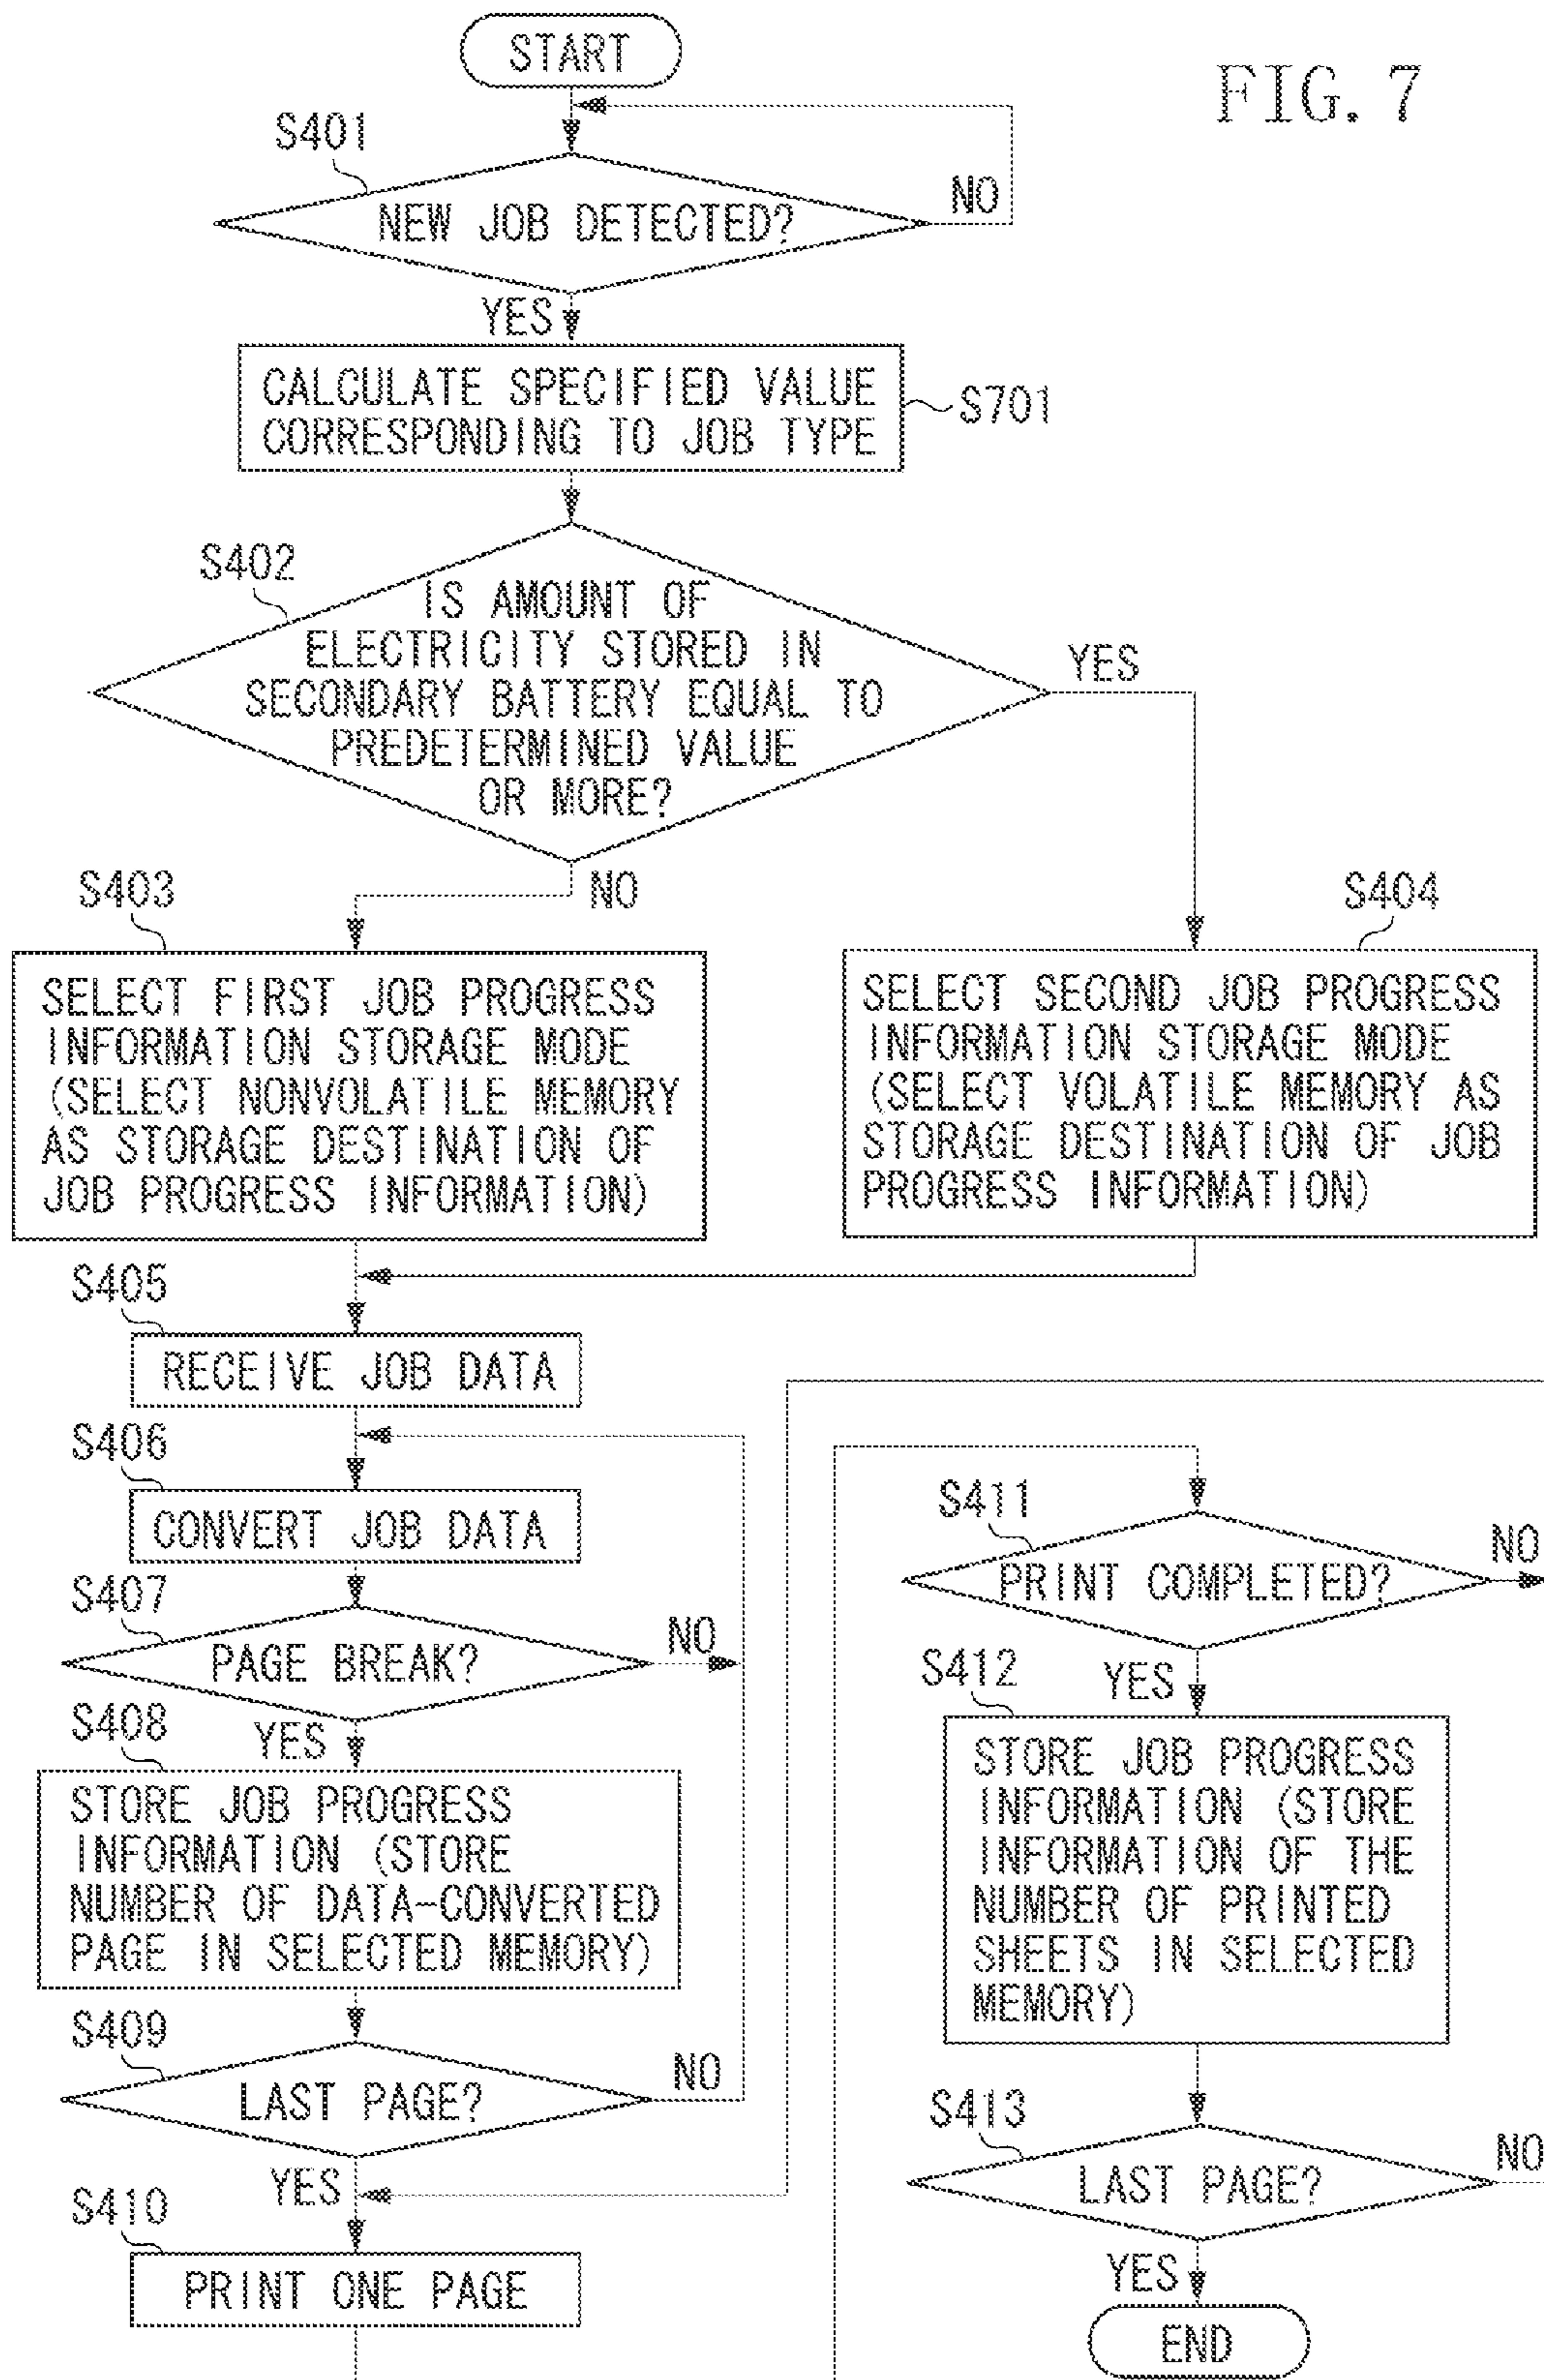 FIG. 7
START
S401
NEW JOB DETECTED?
NO
YES
CALCULATE SPECIFIED VALUE
CORRESPONDING TO JOB TYPE
S701
S402
IS AMOUNT OF
ELECTRICITY STORED IN
SECONDARY BATTERY EQUAL TO
PREDETERMINED VALUE
OR MORE?
YES
NO
S403
SELECT FIRST JOB PROGRESS
INFORMATION STORAGE MODE
(SELECT NONVOLATILE MEMORY
AS STORAGE DESTINATION OF
JOB PROGRESS INFORMATION)
S404
SELECT SECOND JOB PROGRESS
INFORMATION STORAGE MODE
(SELECT VOLATILE MEMORY AS
STORAGE DESTINATION OF JOB
PROGRESS INFORMATION)
S405
RECEIVE JOB DATA
S406
CONVERT JOB DATA
S407
PAGE BREAK?
NO
YES
S408
STORE JOB PROGRESS
INFORMATION (STORE
NUMBER OF DATA-CONVERTED
PAGE IN SELECTED MEMORY)
S409
LAST PAGE?
NO
YES
S410
PRINT ONE PAGE
S411
PRINT COMPLETED?
NO
YES
S412
STORE JOB PROGRESS
INFORMATION (STORE
INFORMATION OF THE
NUMBER OF PRINTED
SHEETS IN SELECTED
MEMORY)
S413
LAST PAGE?
NO
YES
END